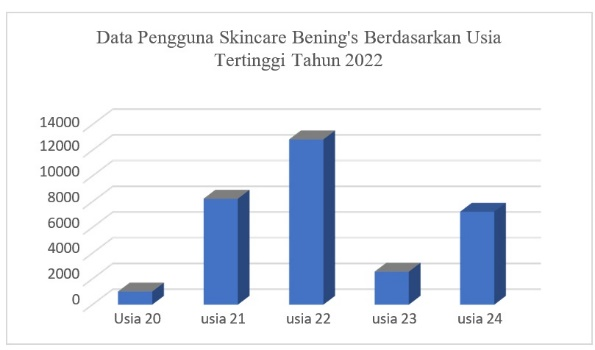 Data Pengguna Skincare Bening's Berdasarkan Usia
Tertinggi Tahun 2022
14000
12000
10000
8000
6000
4000
2000
0
Usia 20 usia 21 usia 22 usia 23 usia 24